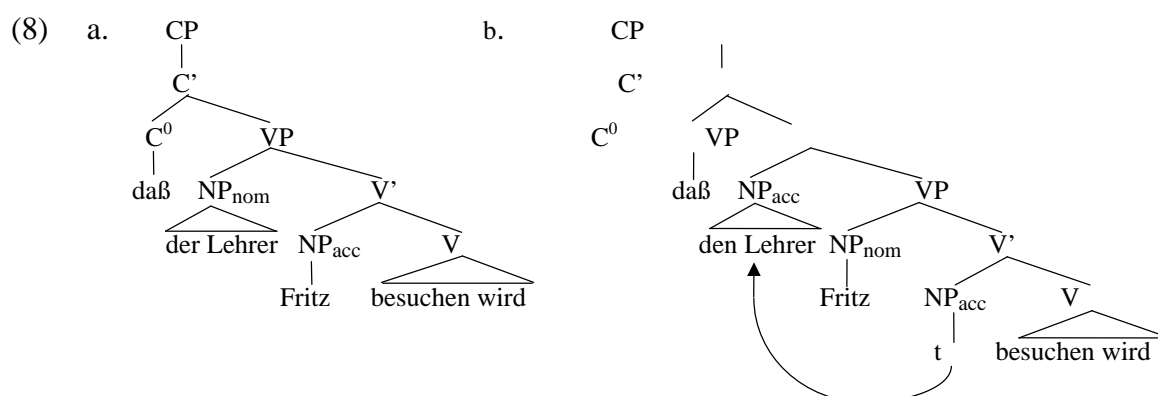 (8) a. CP b. CP
C’ C’
C⁰ VP C⁰ VP
daß NPnom V’ daß NPacc VP
der Lehrer NPacc V den Lehrer NPnom V’
Fritz besuchen wird Fritz NPacc V
t besuchen wird